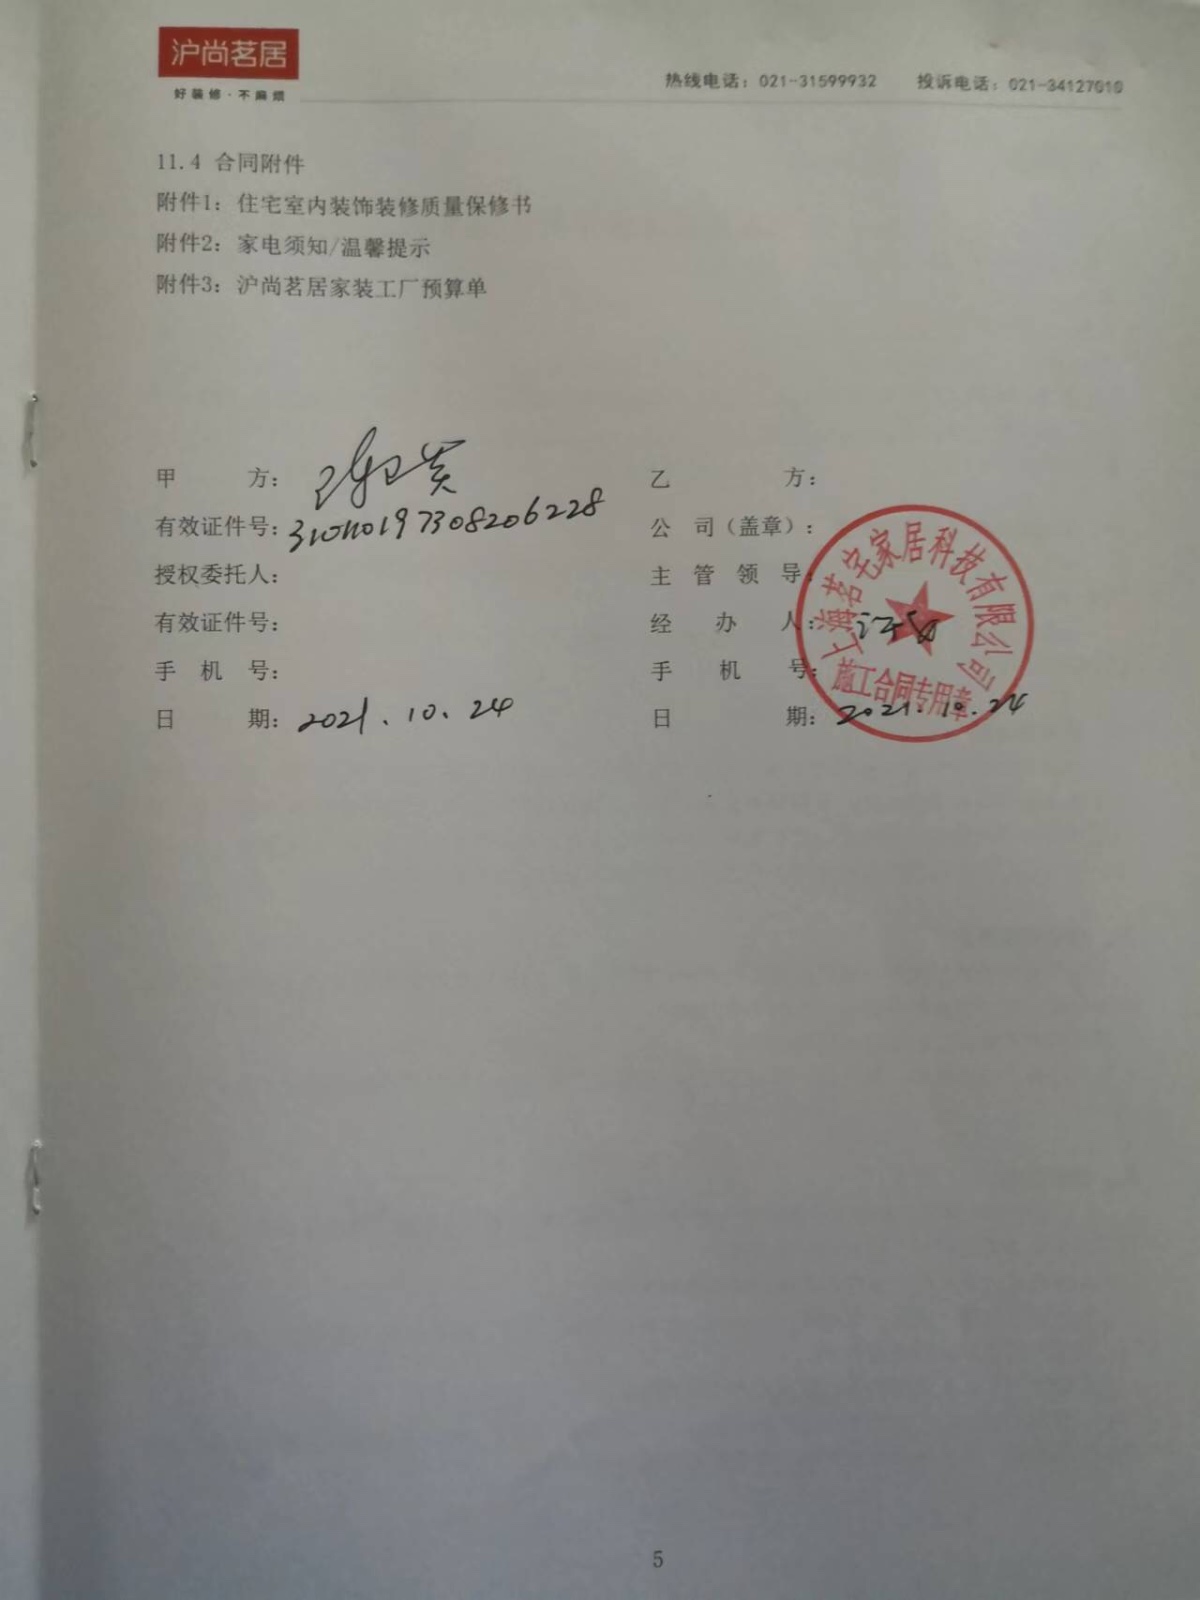 沪尚茗居
好装修·不麻烦
热线电话：021-31599932 投诉电话：021-34127010
11.4 合同附件
附件1：住宅室内装饰装修质量保修书
附件2：家电须知/温馨提示
附件3：沪尚茗居家装工厂预算单
甲 方： 乙 方：
有效证件号：310110197308206228 公 司（盖章）：
授权委托人： 主 管 领 导：
有效证件号： 经 办 人：
手 机 号： 手 机 号：
日 期：2021.10.24 日 期：2021.10.24
上海茗宅家居科技有限公司
施工合同专用章
5